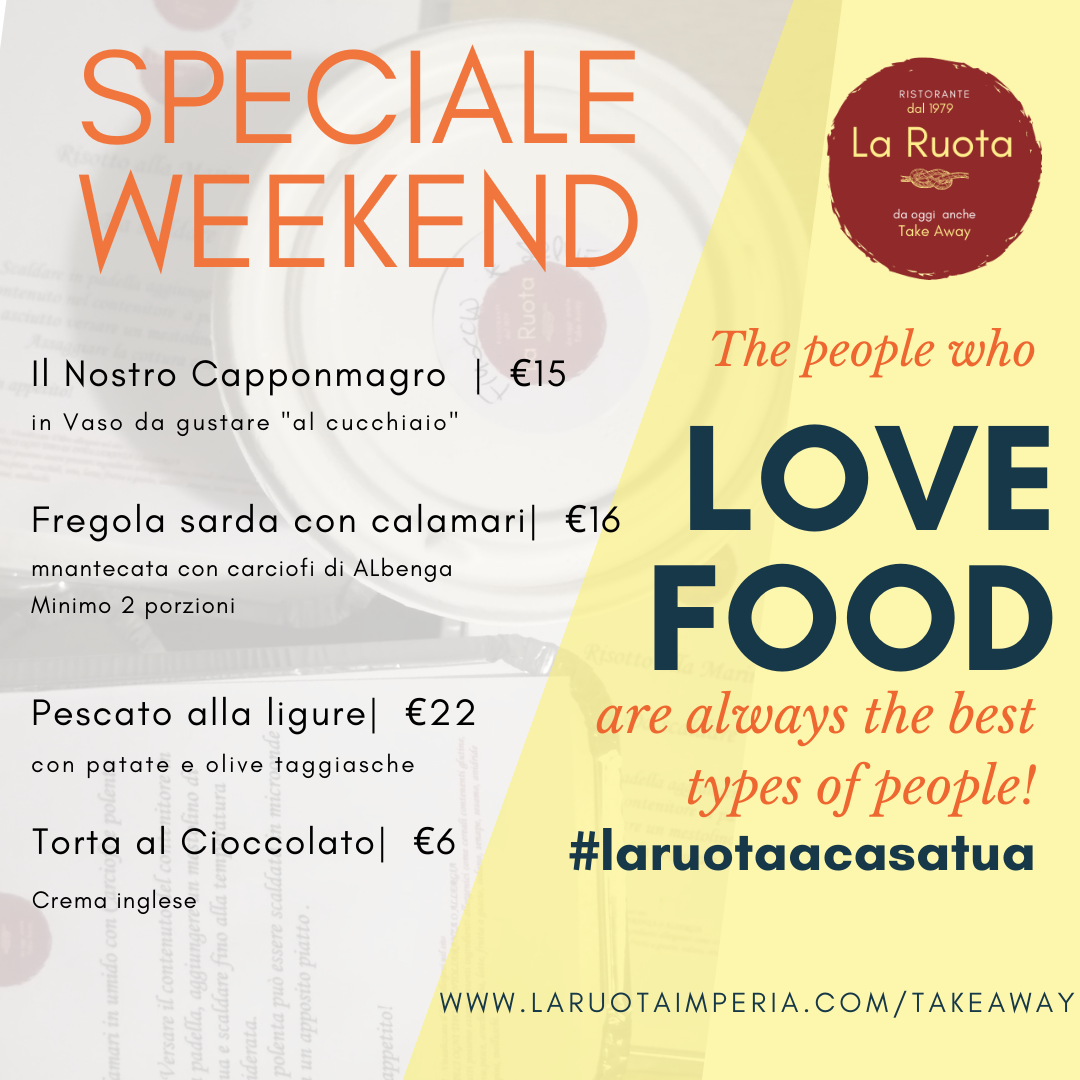 SPECIALE
WEEKEND
Il Nostro Capponmagro | €15
in Vaso da gustare "al cucchiaio"
Fregola sarda con calamari| €16
mnantecata con carciofi di ALbenga
Minimo 2 porzioni
Pescato alla ligure| €22
con patate e olive taggiasche
Torta al Cioccolato| €6
Crema inglese
RISTORANTE
dal 1979
La Ruota
da oggi anche
Take Away
The people who
LOVE
FOOD
are always the best
types of people!
#laruotaacasatua
WWW.LARUOTAIMPERIA.COM/TAKEAWAY